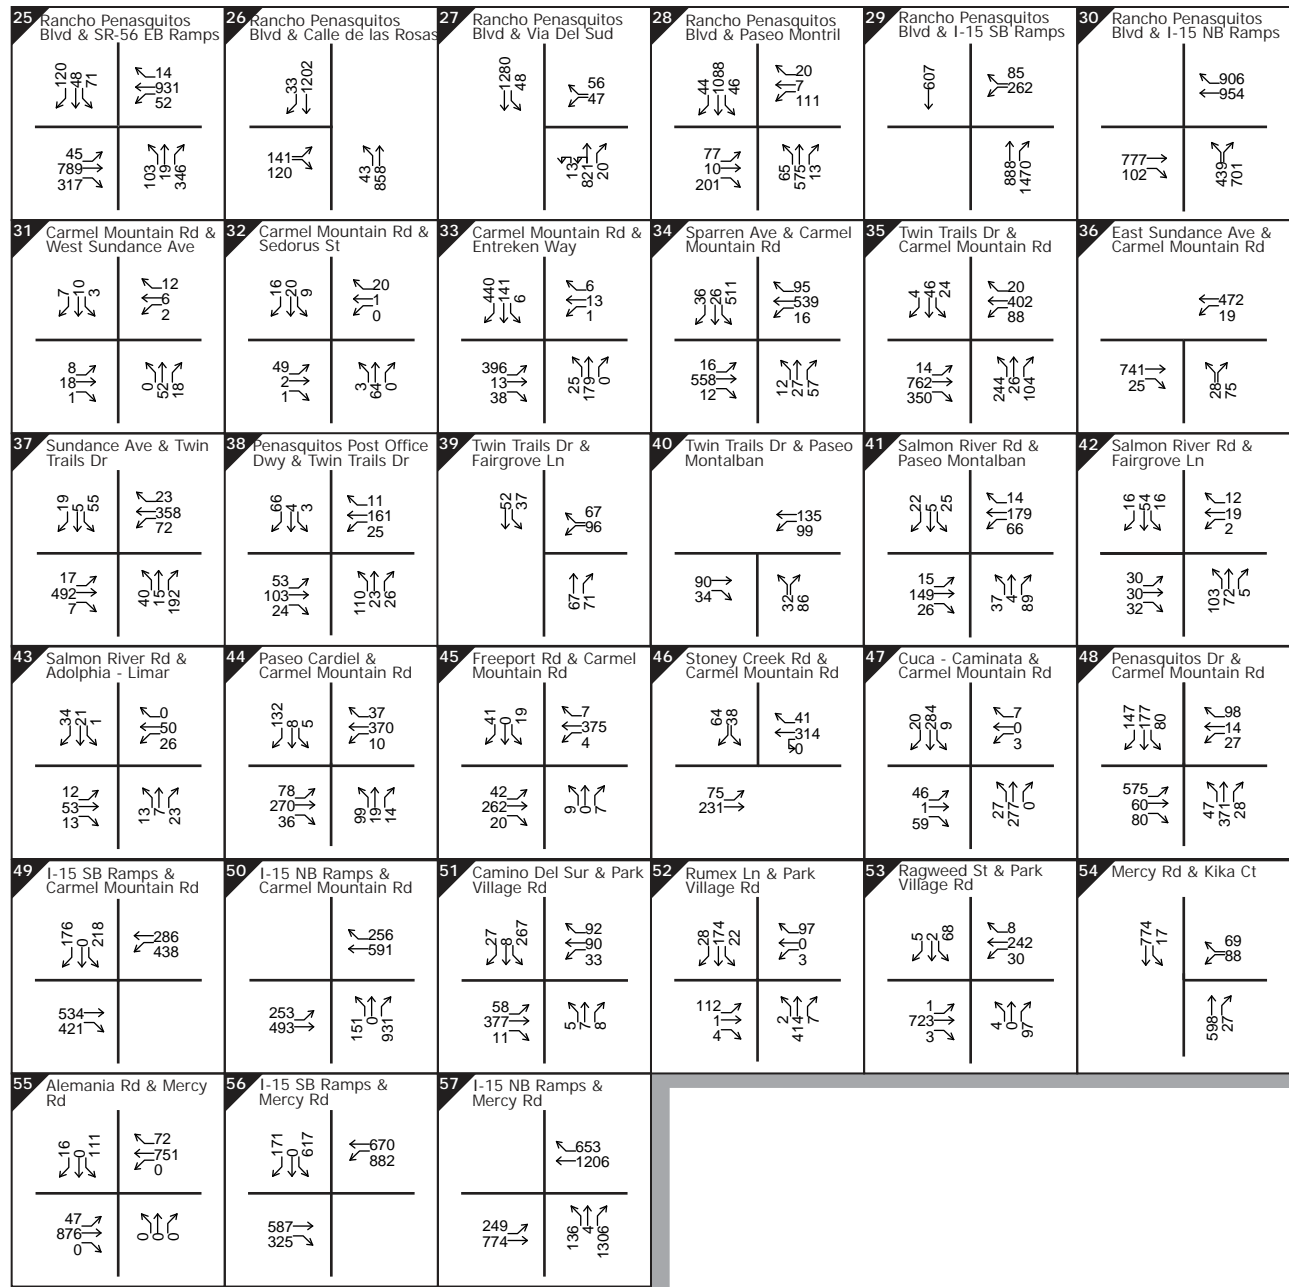 25 Rancho Penasquitos
Blvd & SR-56 EB Ramps
120 48 71
14
931
52
45
789
317
103 19 346
26 Rancho Penasquitos
Blvd & Calle de las Rosas
33 1202
141
120
43 858
27 Rancho Penasquitos
Blvd & Via Del Sud
1280 48
56
47
13 821 20
28 Rancho Penasquitos
Blvd & Paseo Montril
44 1088 46
20
7
111
77
10
201
65 575 13
29 Rancho Penasquitos
Blvd & I-15 SB Ramps
607
85
262
888 1470
30 Rancho Penasquitos
Blvd & I-15 NB Ramps
906
954
777
102
439 701
31 Carmel Mountain Rd &
West Sundance Ave
7 10 3
12
6
2
8
18
1
0 52 18
32 Carmel Mountain Rd &
Sedorus St
16 20 9
20
1
0
49
2
1
3 64 0
33 Carmel Mountain Rd &
Entreken Way
440 141 6
6
13
1
396
13
38
25 179 0
34 Sparren Ave & Carmel
Mountain Rd
36 26 511
95
539
16
16
558
12
12 27 57
35 Twin Trails Dr &
Carmel Mountain Rd
4 46 24
20
402
88
14
762
350
244 26 104
36 East Sundance Ave &
Carmel Mountain Rd
472
19
741
25
28 75
37 Sundance Ave & Twin
Trails Dr
19 5 55
23
358
72
17
492
7
40 15 192
38 Penasquitos Post Office
Dwy & Twin Trails Dr
66 4 3
11
161
25
53
103
24
110 23 26
39 Twin Trails Dr &
Fairgrove Ln
52 37
67
96
67 71
40 Twin Trails Dr & Paseo
Montalban
135
99
90
34
32 86
41 Salmon River Rd &
Paseo Montalban
22 5 25
14
179
66
15
149
26
37 4 89
42 Salmon River Rd &
Fairgrove Ln
16 54 16
12
19
2
30
30
32
103 72 5
43 Salmon River Rd &
Adolphia - Limar
34 21 1
0
50
26
12
53
13
13 7 23
44 Paseo Cardiel &
Carmel Mountain Rd
132 8 5
37
370
10
78
270
36
99 19 14
45 Freeport Rd & Carmel
Mountain Rd
41 0 19
7
375
4
42
262
20
9 0 7
46 Stoney Creek Rd &
Carmel Mountain Rd
64 38
41
314
0
75
231
47 Cuca - Caminata &
Carmel Mountain Rd
20 284 9
7
0
3
46
1
59
27 277 0
48 Penasquitos Dr &
Carmel Mountain Rd
147 177 80
98
14
27
575
60
80
47 371 28
49 I-15 SB Ramps &
Carmel Mountain Rd
176 0 218
286
438
534
421
50 I-15 NB Ramps &
Carmel Mountain Rd
256
591
253
493
151 0 931
51 Camino Del Sur & Park
Village Rd
27 8 267
92
90
33
58
377
11
5 7 8
52 Rumex Ln & Park
Village Rd
28 174 22
97
0
3
112
1
4
2 414 7
53 Ragweed St & Park
Village Rd
5 2 68
8
242
30
1
723
3
4 0 97
54 Mercy Rd & Kika Ct
774 17
69
88
598 27
55 Alemania Rd & Mercy
Rd
16 0 111
72
751
0
47
876
0
0 0 0
56 I-15 SB Ramps &
Mercy Rd
171 0 617
670
882
587
325
57 I-15 NB Ramps &
Mercy Rd
653
1206
249
774
136 4 1306